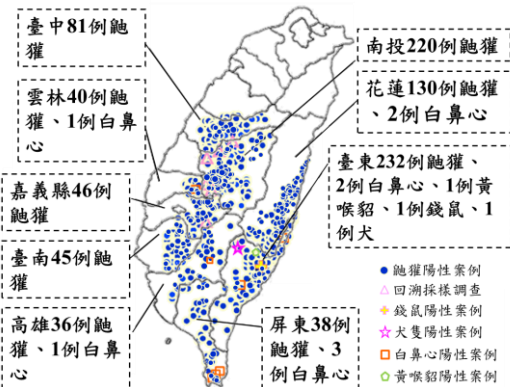 臺中81例鼬
獾
南投220例鼬獾
雲林40例鼬
獾、1例白鼻
心
花蓮130例鼬獾
、2例白鼻心
臺東232例鼬獾、
2例白鼻心、1例黃
喉貂、1例錢鼠、1
例犬
嘉義縣46例
鼬獾
臺南45例鼬
獾
高雄36例鼬
獾、1例白鼻
心
屏東38例
鼬獾、3
例白鼻心
鼬獾陽性案例
回溯採樣調查
錢鼠陽性案例
犬隻陽性案例
白鼻心陽性案例
黃喉貂陽性案例